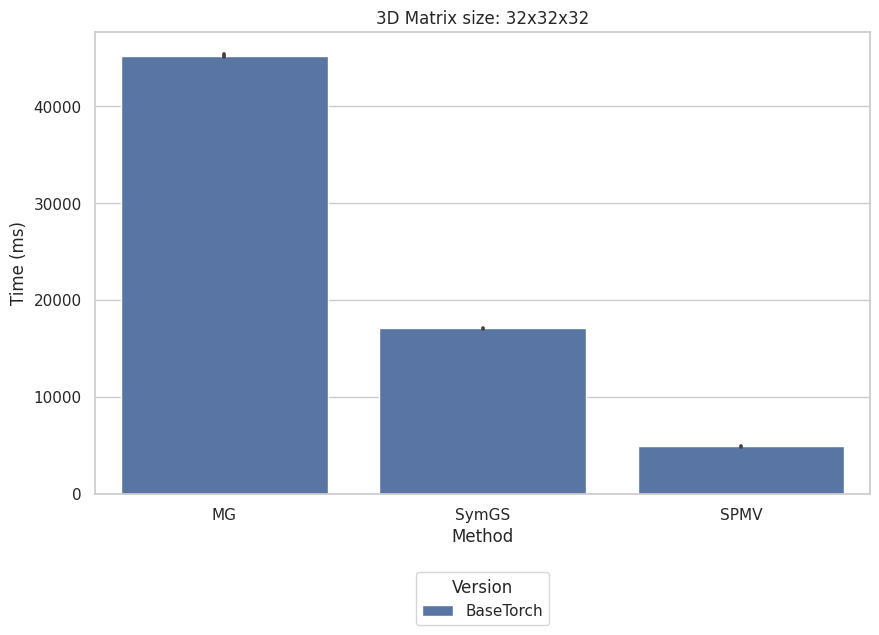 3D Matrix size: 32x32x32
Time (ms)
40000
30000
20000
10000
0
MG SymGS SPMV
Method
Version
BaseTorch